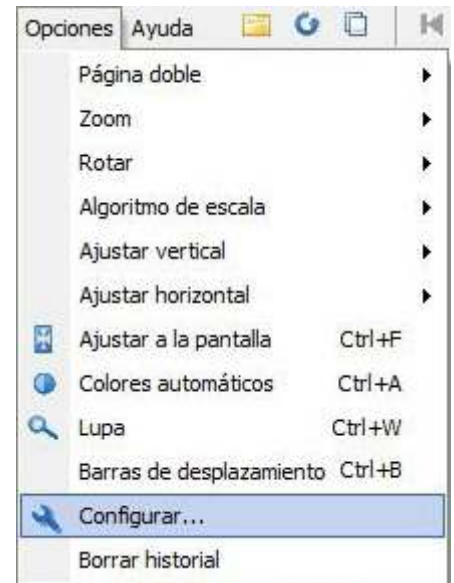 Opciones Ayuda
Página doble
Zoom
Rotar
Algoritmo de escala
Ajustar vertical
Ajustar horizontal
Ajustar a la pantalla Ctrl+F
Colores automáticos Ctrl+A
Lupa Ctrl+W
Barras de desplazamiento Ctrl+B
Configurar...
Borrar historial